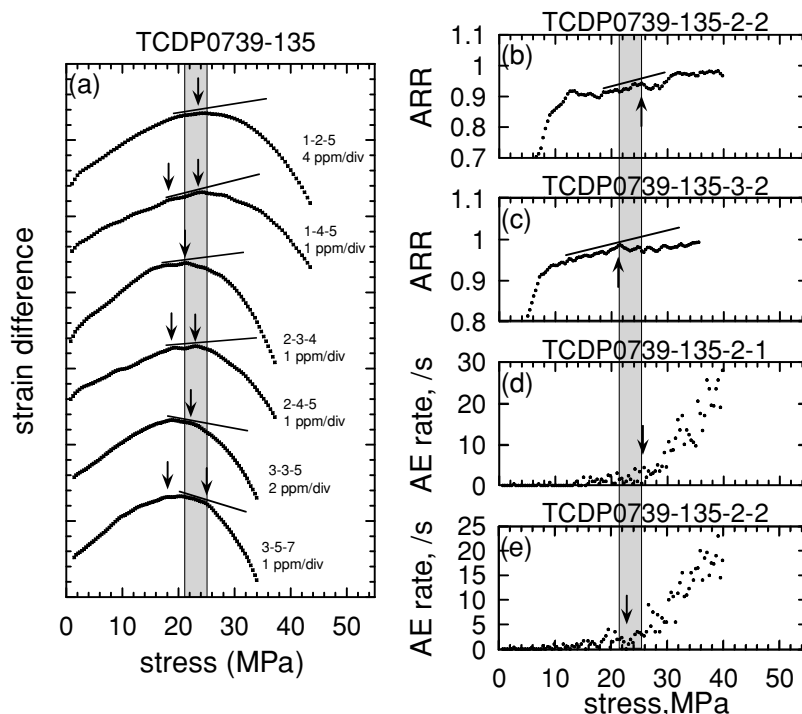 TCDP0739-135
(a)
1-2-5
4 ppm/div
1-4-5
1 ppm/div
2-3-4
1 ppm/div
2-4-5
1 ppm/div
3-3-5
2 ppm/div
3-5-7
1 ppm/div
strain difference
0 10 20 30 40 50
stress (MPa)
TCDP0739-135-2-2
(b)
1.1
1
0.9
0.8
0.7
ARR
TCDP0739-135-3-2
(c)
1.1
1
0.9
0.8
ARR
TCDP0739-135-2-1
(d)
30
20
10
0
AE rate, /s
TCDP0739-135-2-2
(e)
25
20
15
10
5
0
AE rate, /s
0 10 20 30 40 50
stress,MPa